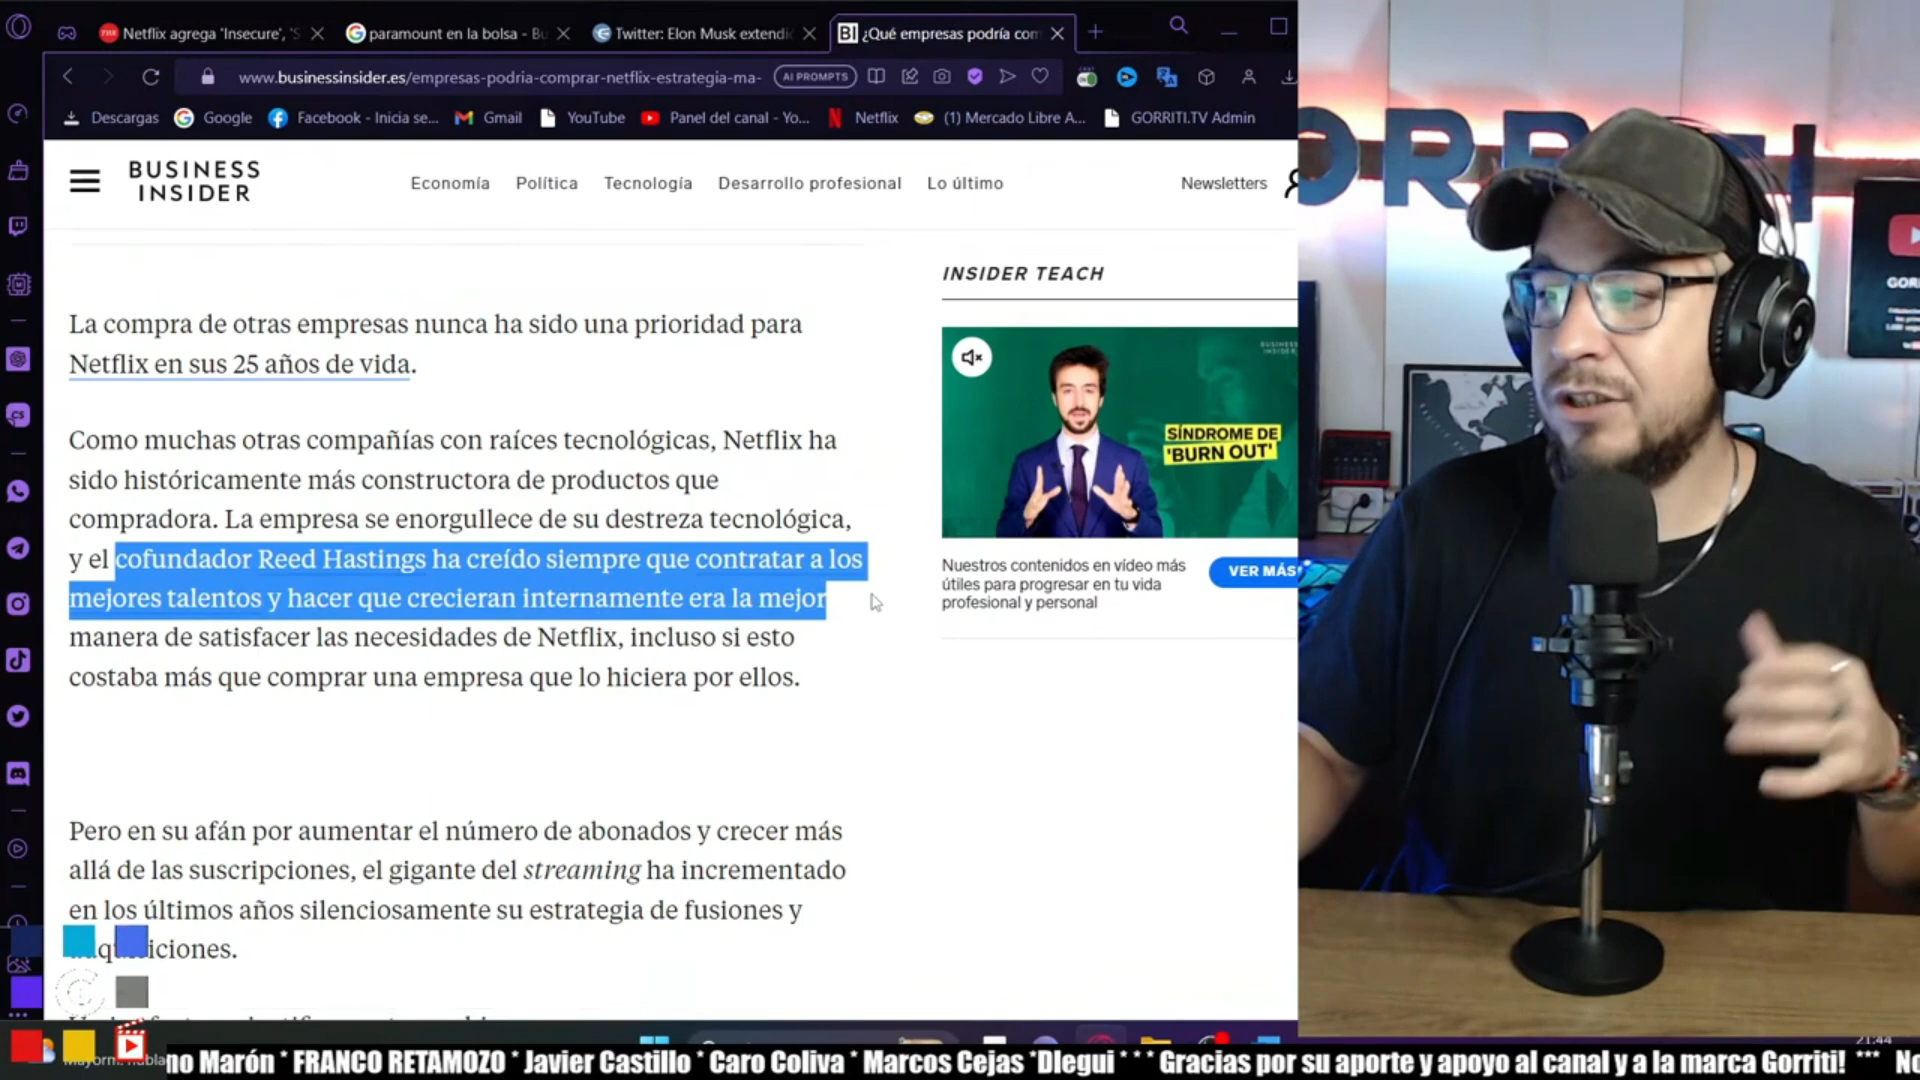 Netflix agrega 'Insecure', 'S
paramount en la bolsa - Bu
Twitter: Elon Musk extendi
BI
¿Qué empresas podría com
www.businessinsider.es/empresas-podria-comprar-netflix-estrategia-ma-
AI PROMPTS
Descargas
Google
Facebook - Inicia se...
Gmail
YouTube
Panel del canal - Yo...
Netflix
(1) Mercado Libre A...
GORRITI.TV Admin
BUSINESS
INSIDER
Economía
Política
Tecnología
Desarrollo profesional
Lo último
Newsletters
La compra de otras empresas nunca ha sido una prioridad para
Netflix en sus 25 años de vida.
Como muchas otras compañías con raíces tecnológicas, Netflix ha
sido históricamente más constructora de productos que
compradora. La empresa se enorgullece de su destreza tecnológica,
y el cofundador Reed Hastings ha creído siempre que contratar a los
mejores talentos y hacer que crecieran internamente era la mejor
manera de satisfacer las necesidades de Netflix, incluso si esto
costaba más que comprar una empresa que lo hiciera por ellos.
Pero en su afán por aumentar el número de abonados y crecer más
allá de las suscripciones, el gigante del streaming ha incrementado
en los últimos años silenciosamente su estrategia de fusiones y
INSIDER TEACH
BUSINESS
INSIDER
SÍNDROME DE
'BURN OUT'
Nuestros contenidos en vídeo más
útiles para progresar en tu vida
profesional y personal
VER MÁS
CS
21:44
no Marón * FRANCO RETAMOZO * Javier Castillo * Caro Coliva * Marcos Cejas *Dlegui * * * Gracias por su aporte y apoyo al canal y a la marca Gorriti! *** No